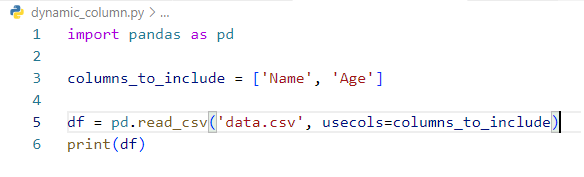 dynamic_column.py > ...
1 import pandas as pd
2
3 columns_to_include = ['Name', 'Age']
4
5 df = pd.read_csv('data.csv', usecols=columns_to_include)
6 print(df)